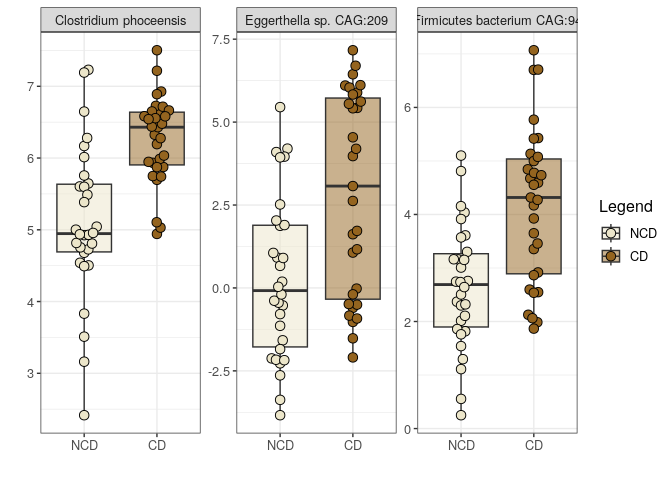 Clostridium phoceensis
Eggerthella sp. CAG:209
Firmicutes bacterium CAG:94
7
6
5
4
3
7.5
5.0
2.5
0.0
-2.5
6
4
2
0
NCD
CD
NCD
CD
NCD
CD
Legend
NCD
CD